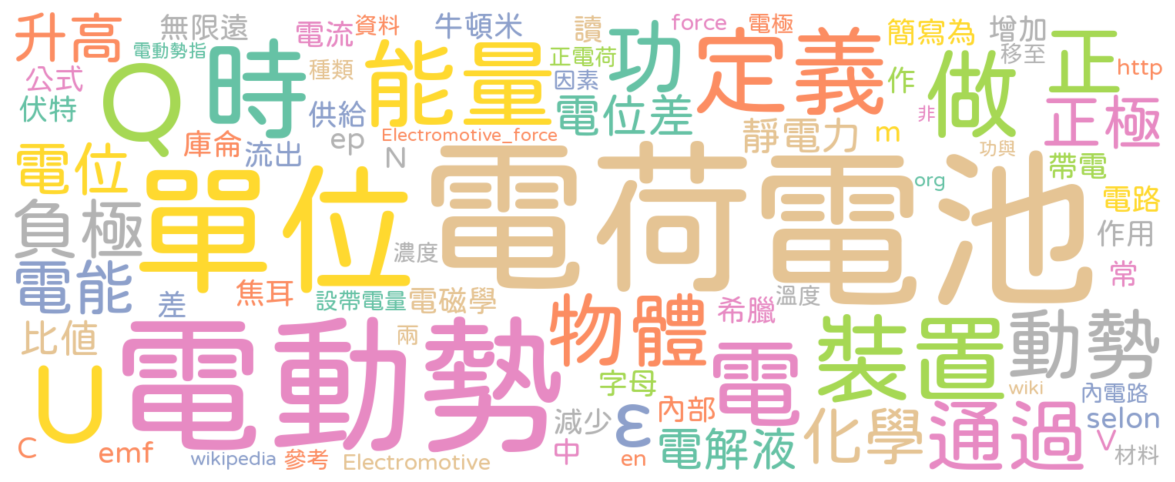 升高
無限遠
電流
資料
牛頓米
讀
force
電極
簡寫為
增加
電動勢指
正電荷
移至
http
公式
Q
時
種類
能量
因素
功
定義
作
做
正
正極
伏特
供給
電位差
非
庫侖
流出
ep
Electromotive_force
N
靜電力
m
功與
帶電
電位
單位
電荷
電池
org
電路
負極
濃度
作用
電能
差
焦耳
設帶電量
電磁學
溫度
常
希臘
比值
電動勢
兩
物體
裝置
動勢
U
字母
電
wiki
內電路
ε
內部
減少
化學
通過
selon
C
emf
wikipedia
參考
Electromotive
中
en
電解液
V
材料